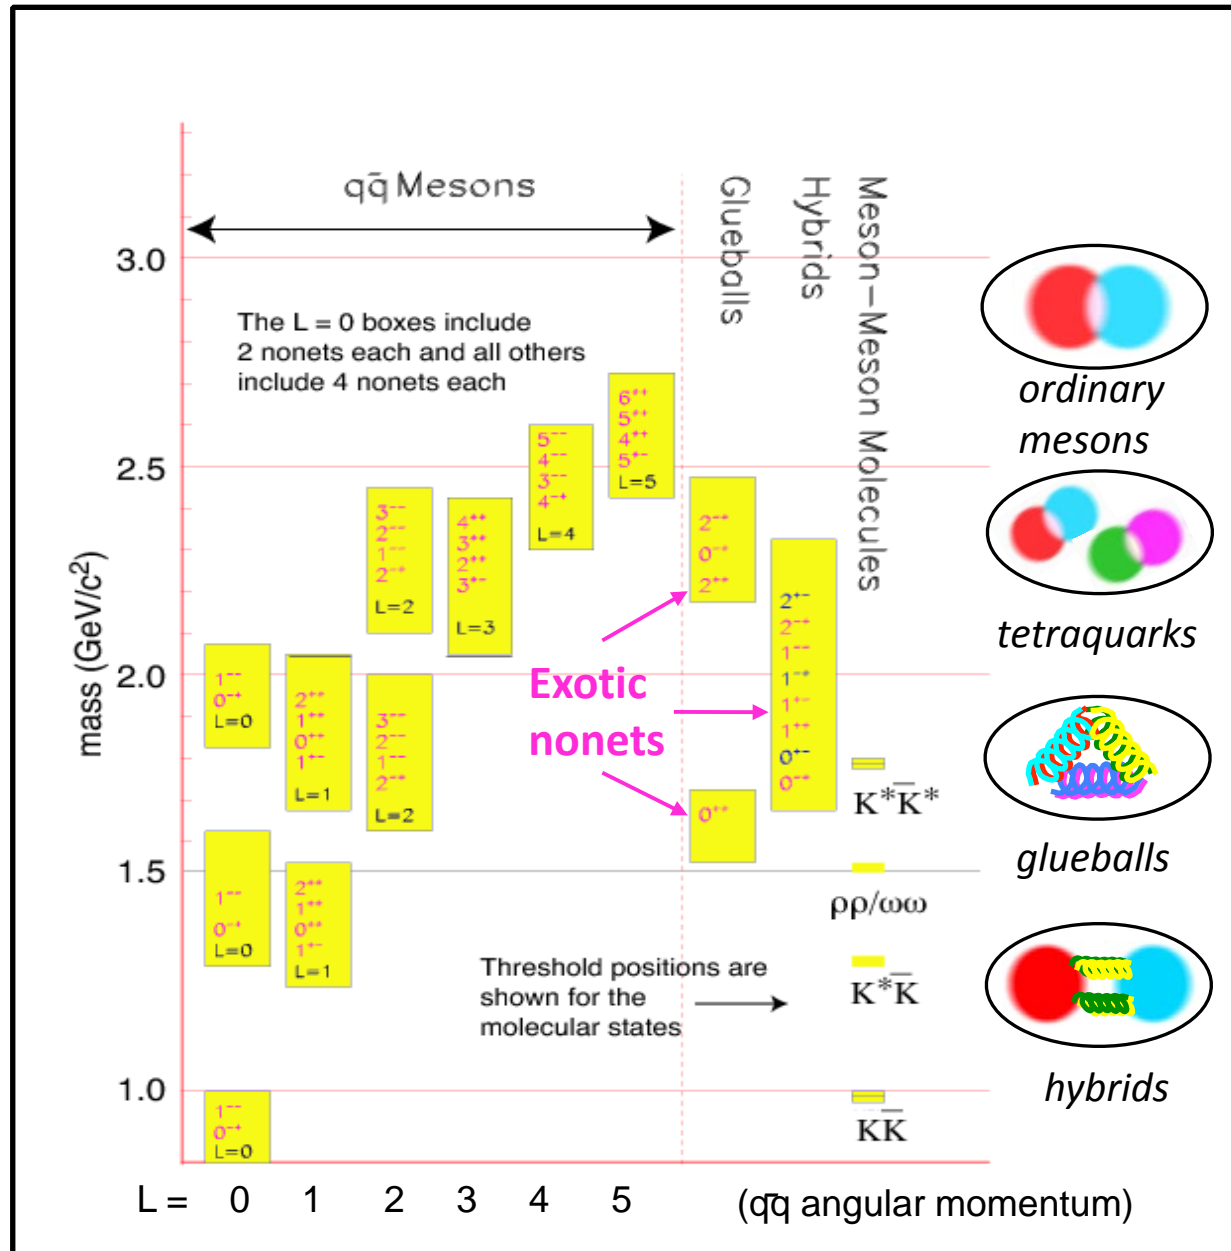 qq̄ Mesons
Glueballs
Hybrids
Meson–Meson Molecules
3.0
2.5
2.0
1.5
1.0
mass (GeV/c²)
The L = 0 boxes include
2 nonets each and all others
include 4 nonets each
1⁻⁻
0⁻⁺
L=0
1⁻⁻
0⁻⁺
L=0
1⁻⁻
0⁻⁺
L=0
2⁺⁺
1⁺⁺
0⁺⁺
1⁺⁻
L=1
2⁺⁺
1⁺⁺
0⁺⁺
1⁺⁻
L=1
3⁻⁻
2⁻⁻
1⁻⁻
2⁻⁺
L=2
3⁻⁻
2⁻⁻
1⁻⁻
2⁻⁺
L=2
4⁺⁺
3⁺⁺
2⁺⁺
3⁺⁻
L=3
5⁻⁻
4⁻⁻
3⁻⁻
4⁻⁺
L=4
6⁺⁺
5⁺⁺
4⁺⁺
5⁺⁻
L=5
2⁻⁺
0⁻⁺
2⁺⁺
0⁺⁺
2⁺⁻
2⁻⁺
1⁻⁻
1⁻⁺
1⁺⁻
1⁺⁺
0⁺⁻
0⁻⁺
Exotic
nonets
K*K̄*
ρρ/ωω
K*K̄
KK̄
Threshold positions are
shown for the
molecular states
ordinary
mesons
tetraquarks
glueballs
hybrids
L = 0 1 2 3 4 5 (q̄q angular momentum)